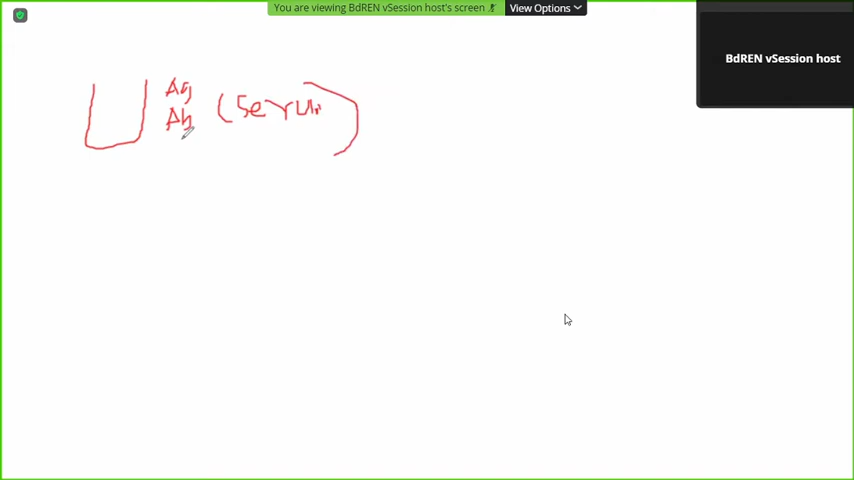 You are viewing BdREN vSession host's screen
View Options
BdREN vSession host
Ag
Ab
(Serum)